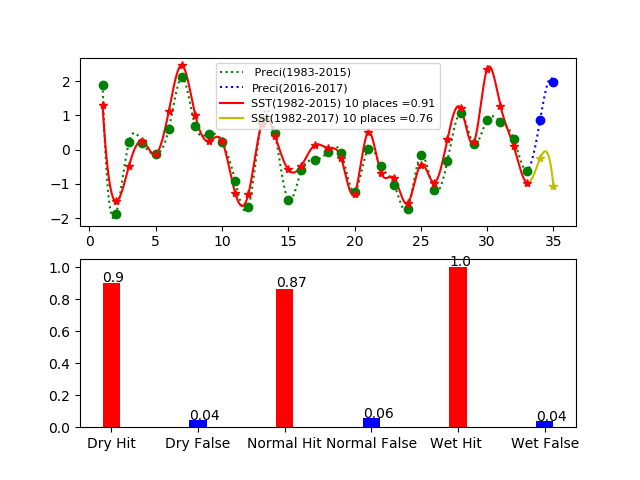 Preci(1983-2015)
Preci(2016-2017)
SST(1982-2015) 10 places =0.91
SSt(1982-2017) 10 places =0.76
2
1
0
−1
−2
0 5 10 15 20 25 30 35
1.0
0.8
0.6
0.4
0.2
0.0
0.9
0.04
0.87
0.06
1.0
0.04
Dry Hit Dry False Normal Hit Normal False Wet Hit Wet False